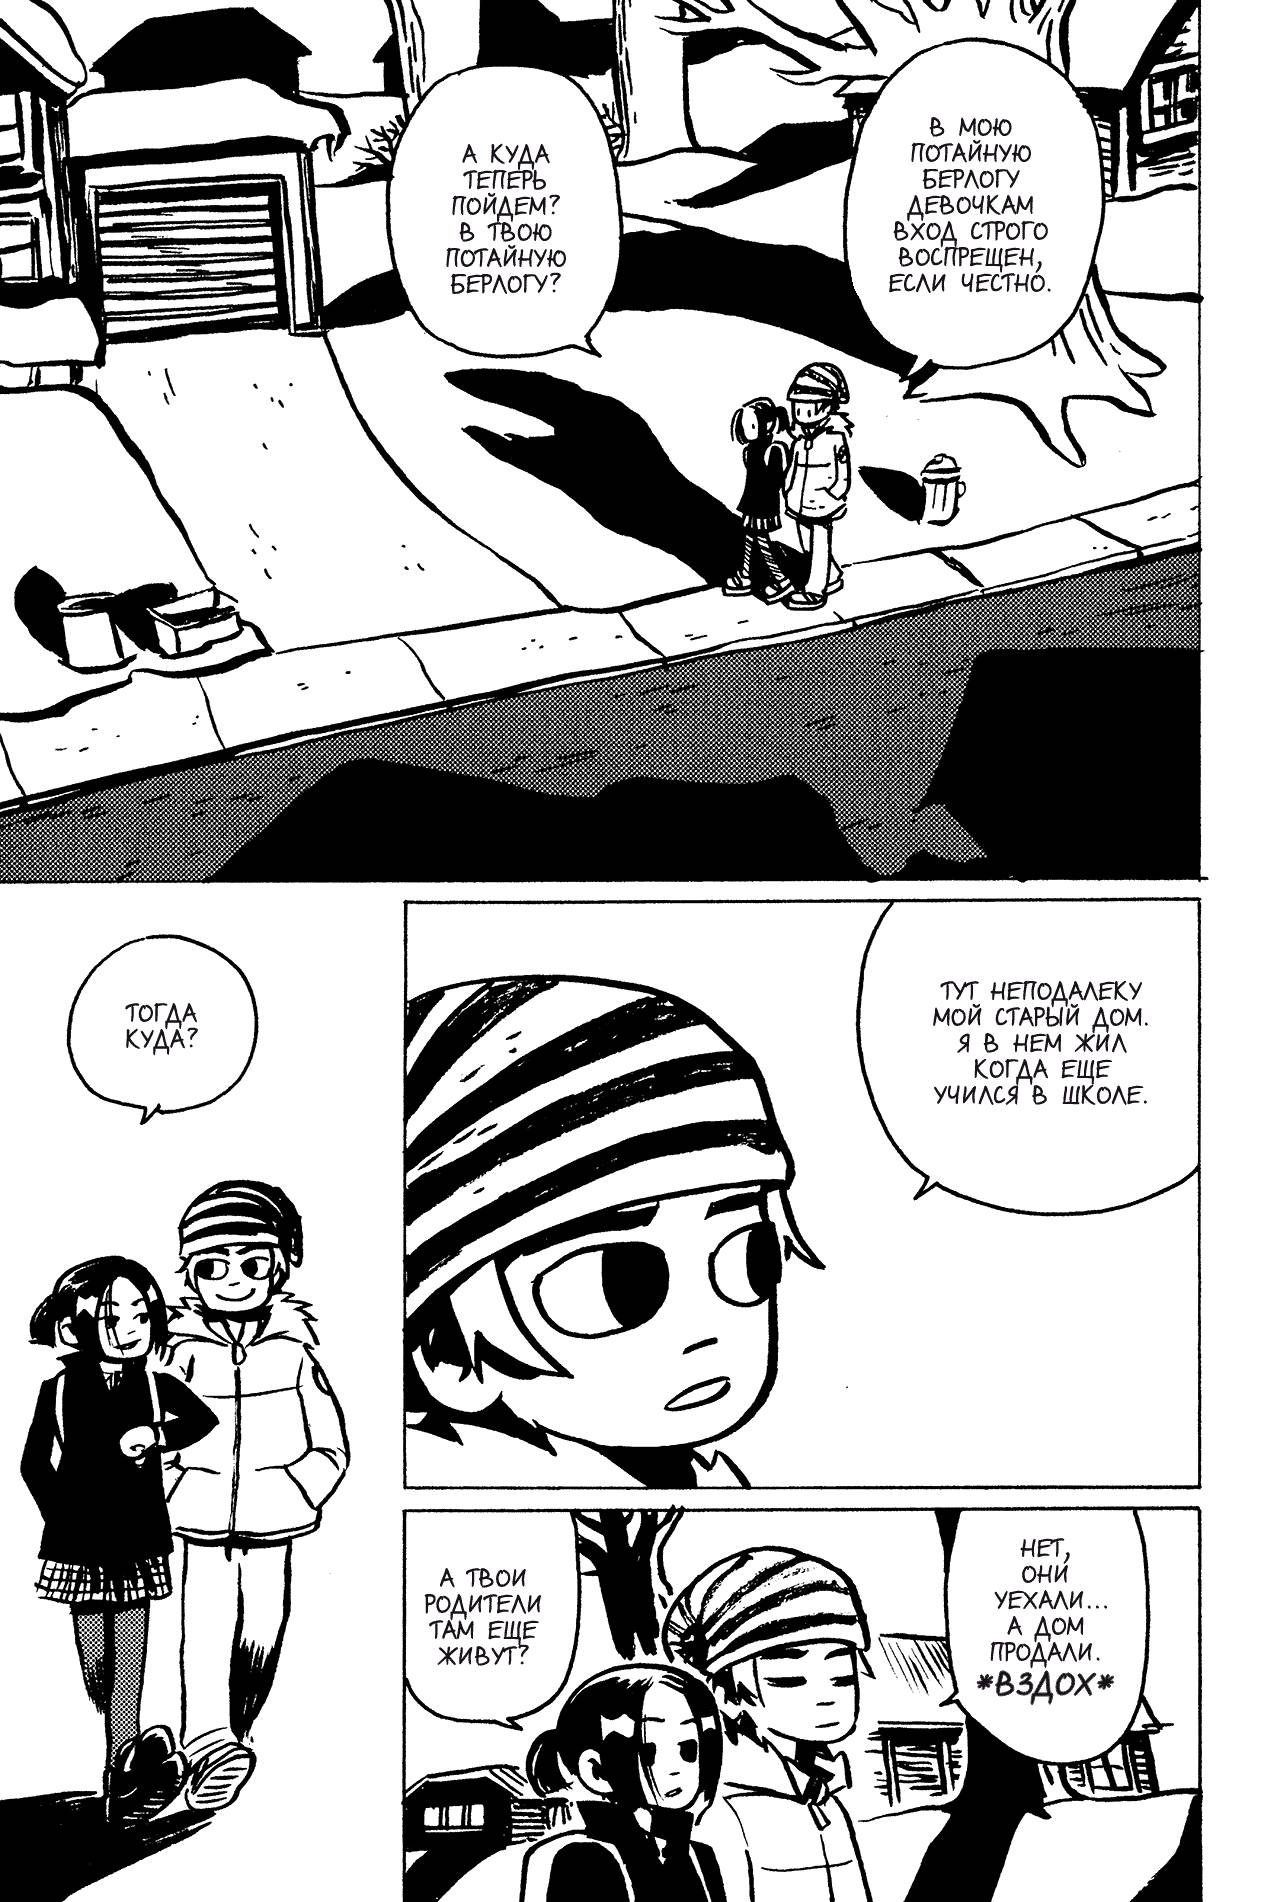 А КУДА
ТЕПЕРЬ
ПОЙДЕМ?
В ТВОЮ
ПОТАЙНУЮ
БЕРЛОГУ?
В МОЮ
ПОТАЙНУЮ
БЕРЛОГУ
ДЕВОЧКАМ
ВХОД СТРОГО
ВОСПРЕЩЕН,
ЕСЛИ ЧЕСТНО.
ТОГДА
КУДА?
ТУТ НЕПОДАЛЕКУ
МОЙ СТАРЫЙ ДОМ.
Я В НЕМ ЖИЛ
КОГДА ЕЩЕ
УЧИЛСЯ В ШКОЛЕ.
А ТВОИ
РОДИТЕЛИ
ТАМ ЕЩЕ
ЖИВУТ?
НЕТ,
ОНИ
УЕХАЛИ...
А ДОМ
ПРОДАЛИ.
*ВЗДОХ*